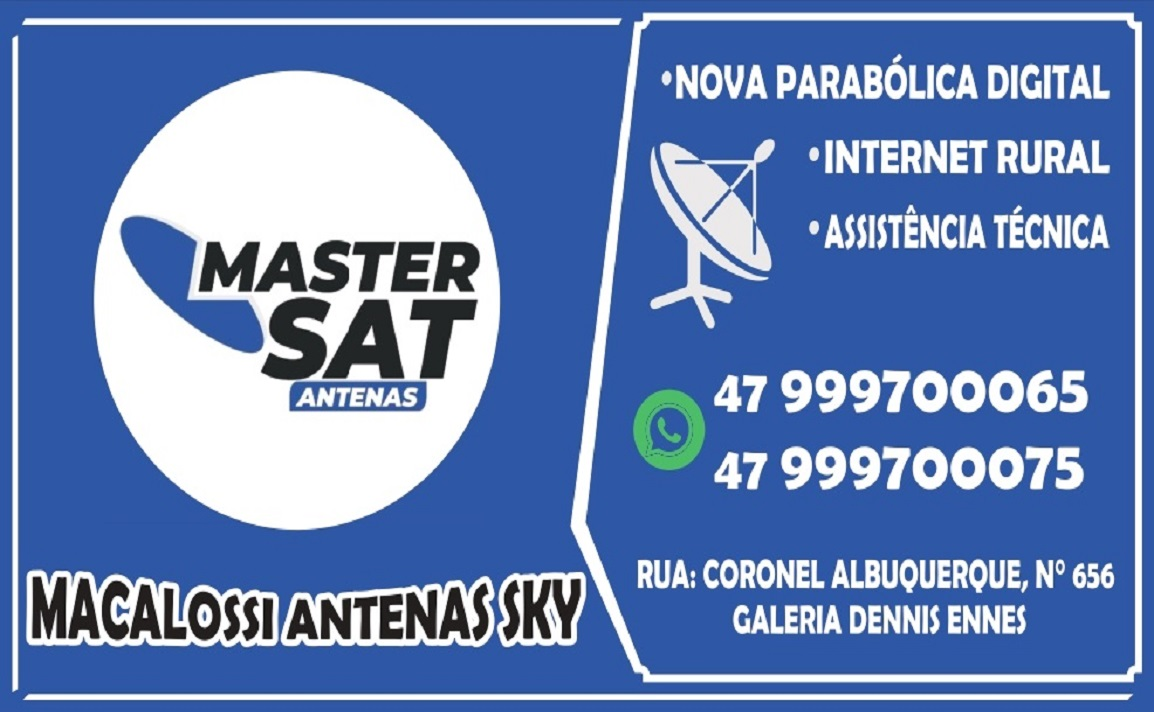 MASTER
SAT
ANTENAS
MACALOSSI ANTENAS SKY
•NOVA PARABÓLICA DIGITAL
•INTERNET RURAL
•ASSISTÊNCIA TÉCNICA
47 999700065
47 999700075
RUA: CORONEL ALBUQUERQUE, N° 656
GALERIA DENNIS ENNES